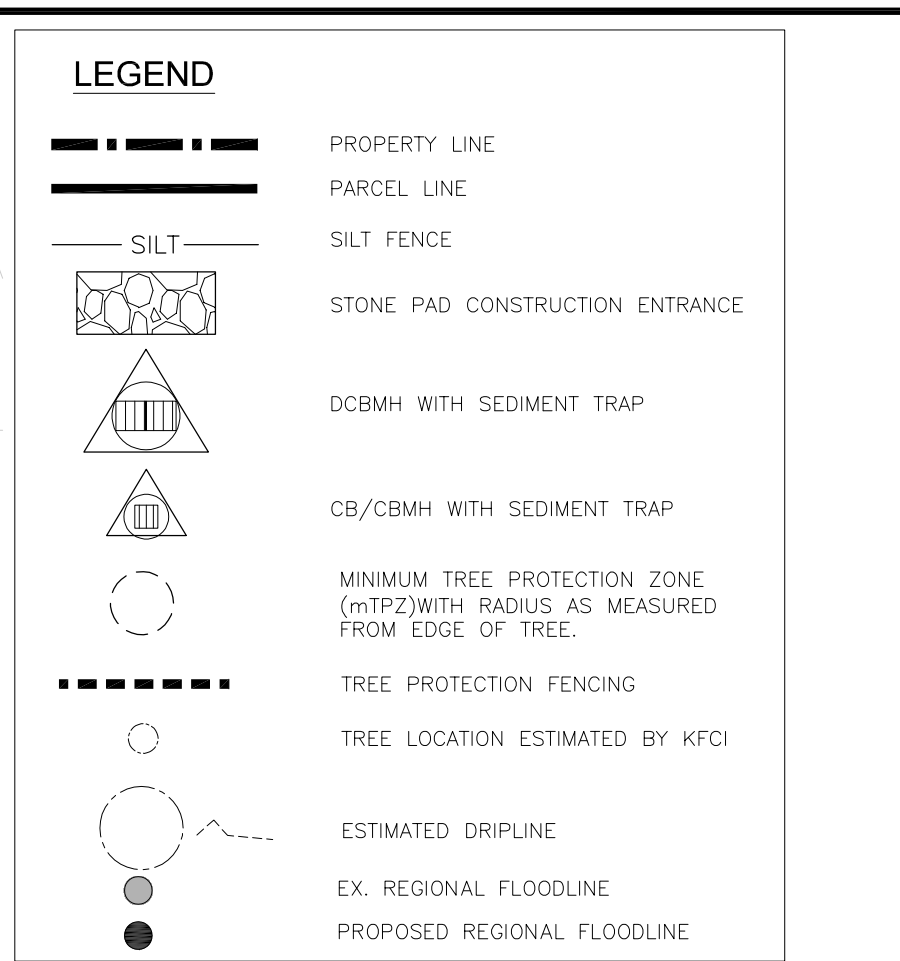 LEGEND
PROPERTY LINE
PARCEL LINE
SILT SILT FENCE
STONE PAD CONSTRUCTION ENTRANCE
DCBMH WITH SEDIMENT TRAP
CB/CBMH WITH SEDIMENT TRAP
MINIMUM TREE PROTECTION ZONE
(mTPZ)WITH RADIUS AS MEASURED
FROM EDGE OF TREE.
TREE PROTECTION FENCING
TREE LOCATION ESTIMATED BY KFCI
ESTIMATED DRIPLINE
EX. REGIONAL FLOODLINE
PROPOSED REGIONAL FLOODLINE